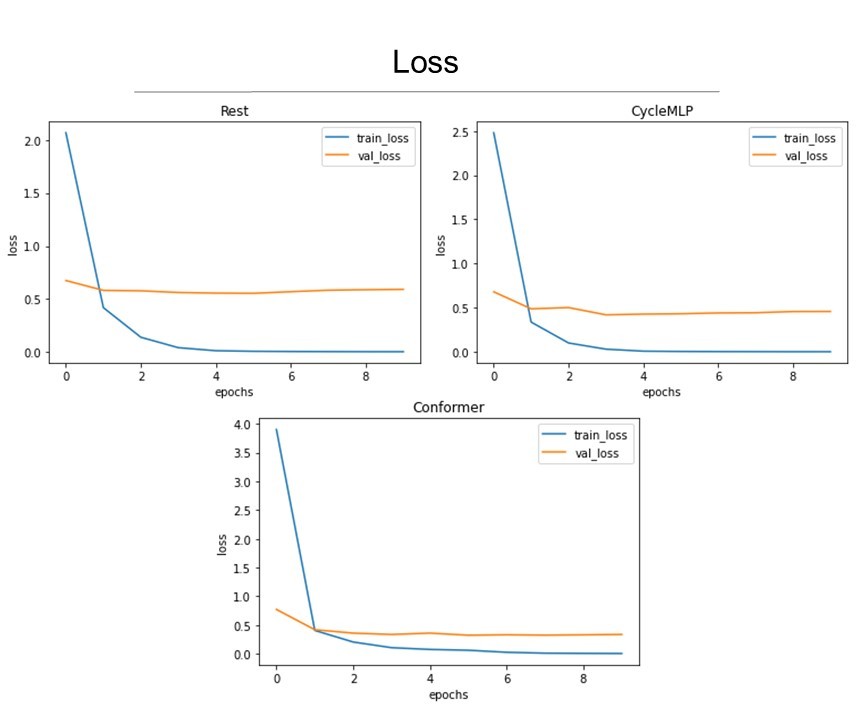 Loss
Rest
train_loss
val_loss
2.0
1.5
1.0
0.5
0.0
loss
0 2 4 6 8
epochs
CycleMLP
train_loss
val_loss
2.5
2.0
1.5
1.0
0.5
0.0
loss
0 2 4 6 8
epochs
Conformer
train_loss
val_loss
4.0
3.5
3.0
2.5
2.0
1.5
1.0
0.5
0.0
loss
0 2 4 6 8
epochs